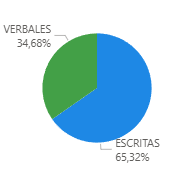 VERBALES
34,68%
ESCRITAS
65,32%